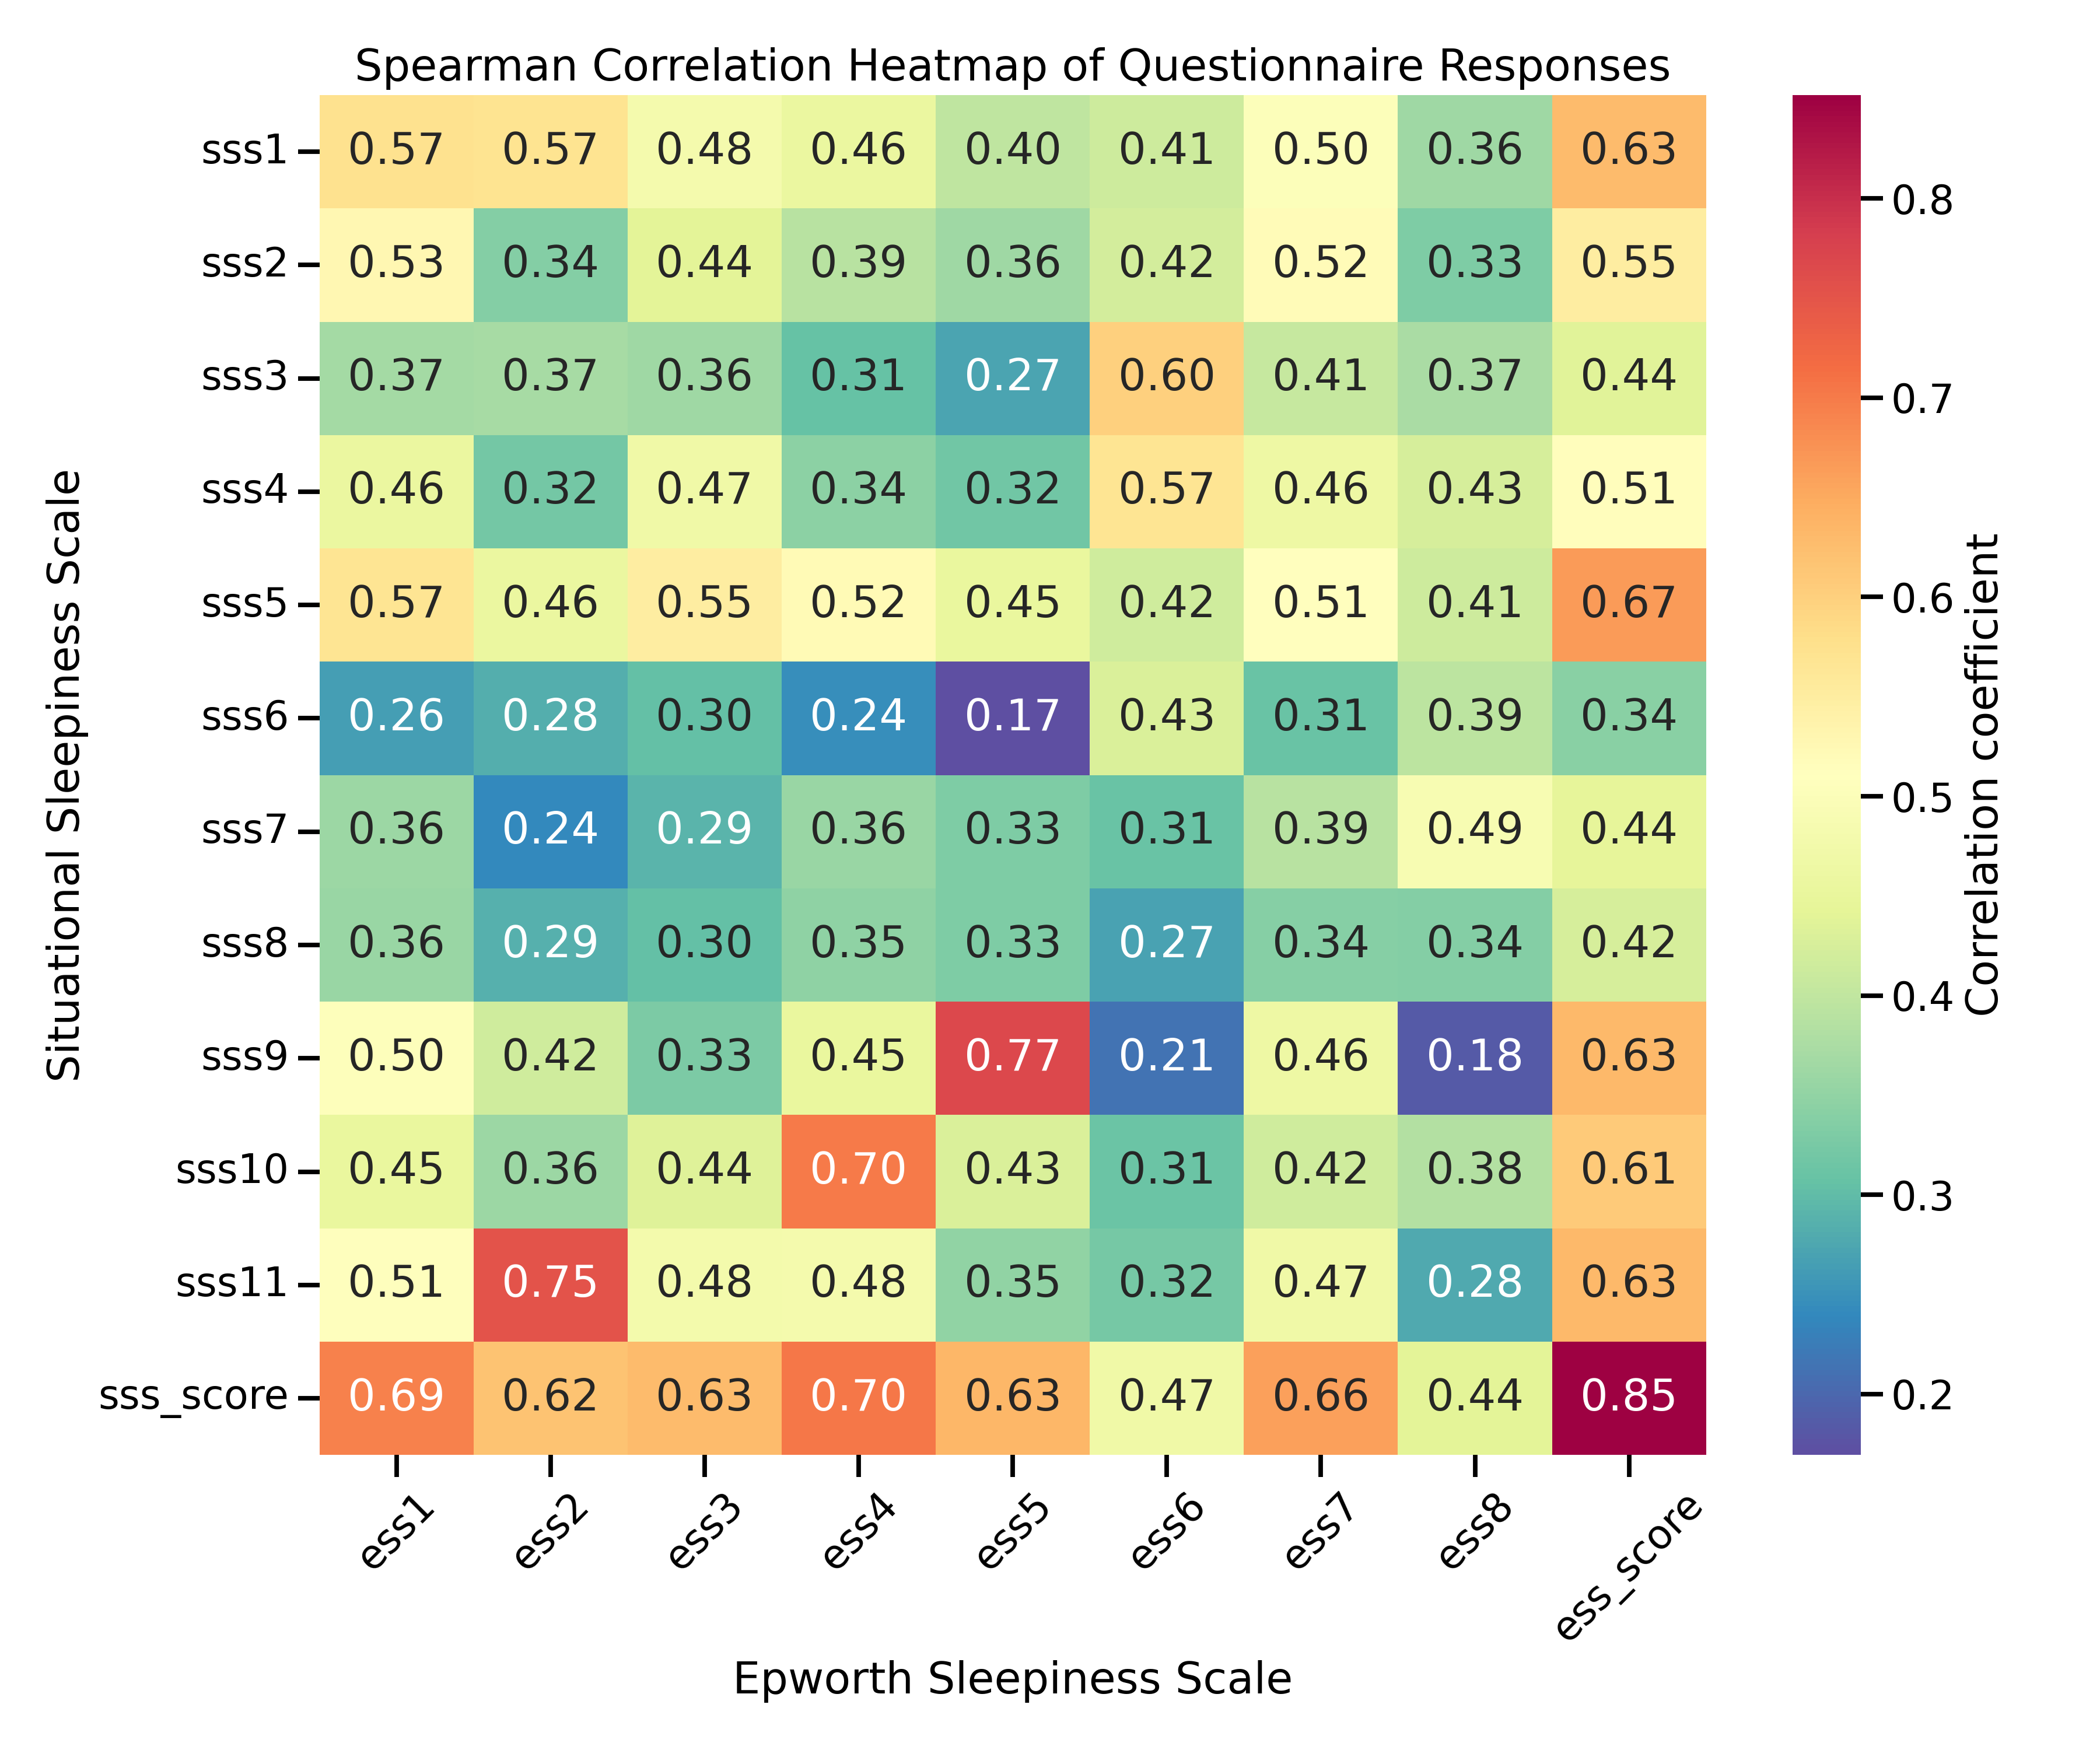 Spearman Correlation Heatmap of Questionnaire Responses
sss1 0.57 0.57 0.48 0.46 0.40 0.41 0.50 0.36 0.63
sss2 0.53 0.34 0.44 0.39 0.36 0.42 0.52 0.33 0.55
sss3 0.37 0.37 0.36 0.31 0.27 0.60 0.41 0.37 0.44
sss4 0.46 0.32 0.47 0.34 0.32 0.57 0.46 0.43 0.51
sss5 0.57 0.46 0.55 0.52 0.45 0.42 0.51 0.41 0.67
sss6 0.26 0.28 0.30 0.24 0.17 0.43 0.31 0.39 0.34
sss7 0.36 0.24 0.29 0.36 0.33 0.31 0.39 0.49 0.44
sss8 0.36 0.29 0.30 0.35 0.33 0.27 0.34 0.34 0.42
sss9 0.50 0.42 0.33 0.45 0.77 0.21 0.46 0.18 0.63
sss10 0.45 0.36 0.44 0.70 0.43 0.31 0.42 0.38 0.61
sss11 0.51 0.75 0.48 0.48 0.35 0.32 0.47 0.28 0.63
sss_score 0.69 0.62 0.63 0.70 0.63 0.47 0.66 0.44 0.85
ess1 ess2 ess3 ess4 ess5 ess6 ess7 ess8 ess_score
Epworth Sleepiness Scale
Situational Sleepiness Scale
0.8
0.7
0.6
0.5
0.4
0.3
0.2
Correlation coefficient